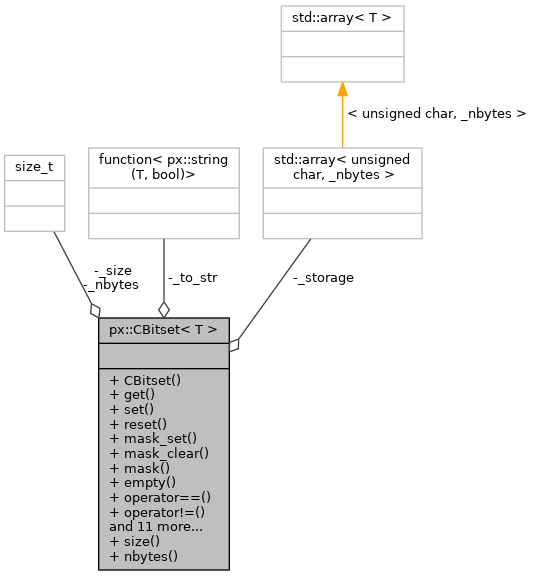 std::array< T >
< unsigned char, _nbytes >
size_t
function< px::string
(T, bool)>
std::array< unsigned
char, _nbytes >
-_size
-_nbytes
-_to_str
-_storage
px::CBitset< T >
+ CBitset()
+ get()
+ set()
+ reset()
+ mask_set()
+ mask_clear()
+ mask()
+ empty()
+ operator==()
+ operator!=()
and 11 more...
+ size()
+ nbytes()